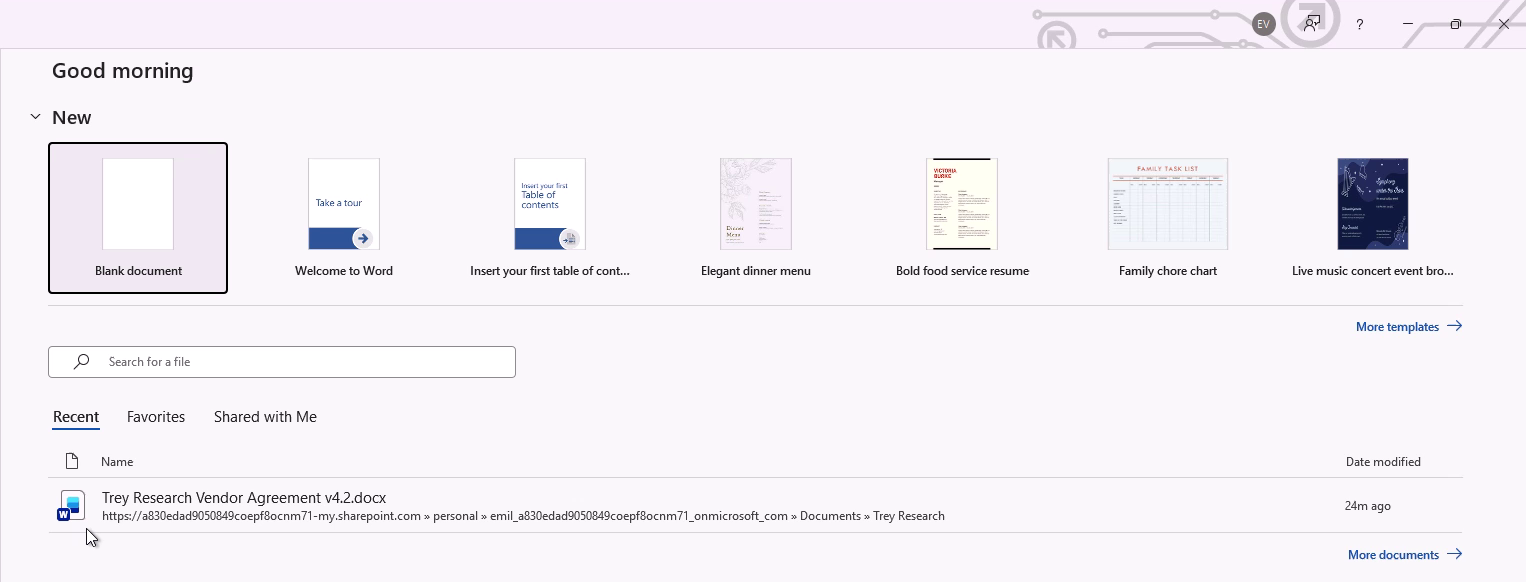 EV
?
Good morning
New
Take a tour
Insert your first
Table of
contents
Dinner
Menu
VICTORIA
BURKE
FAMILY TASK LIST
Blank document
Welcome to Word
Insert your first table of cont...
Elegant dinner menu
Bold food service resume
Family chore chart
Live music concert event bro...
More templates
Search for a file
Recent
Favorites
Shared with Me
Name
Date modified
W
Trey Research Vendor Agreement v4.2.docx
https://a830edad9050849coepf8ocnm71-my.sharepoint.com » personal » emil_a830edad9050849coepf8ocnm71_onmicrosoft_com » Documents » Trey Research
24m ago
More documents